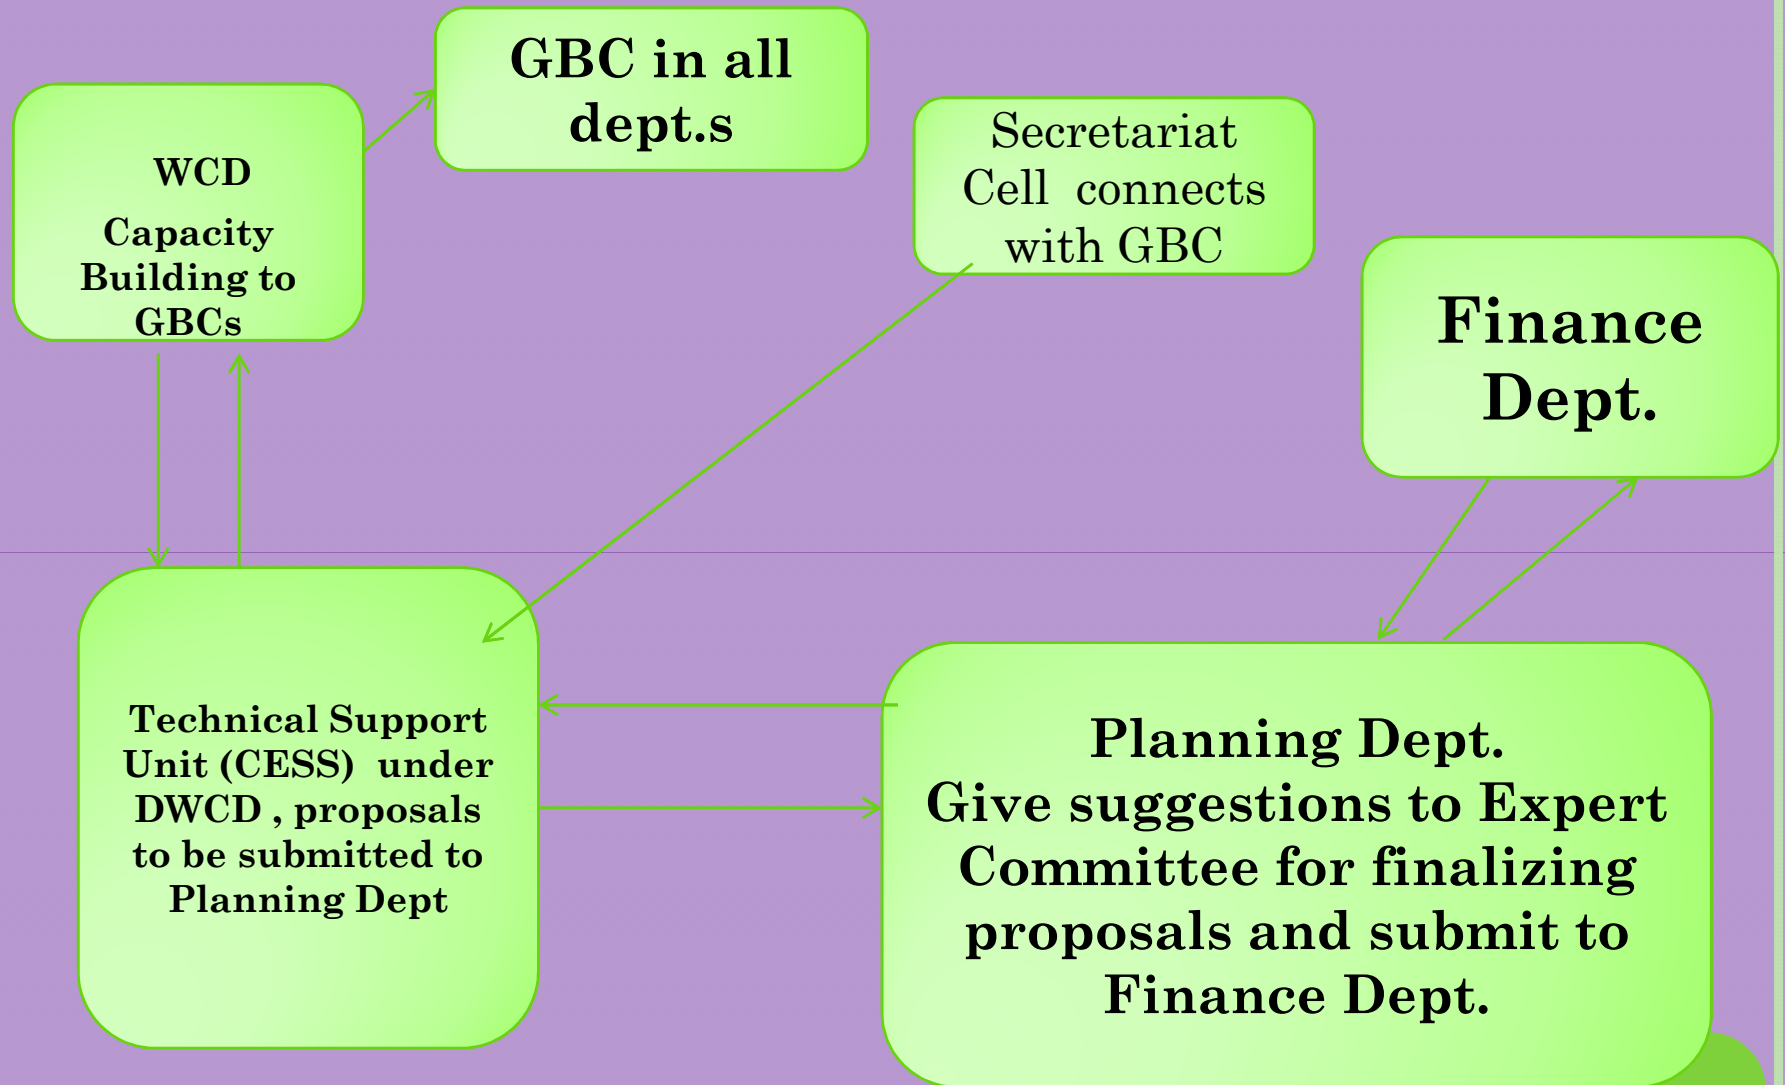 GBC in all
dept.s
WCD
Capacity
Building to
GBCs
Secretariat
Cell  connects
with GBC
Finance
Dept.
Technical Support
Unit (CESS)  under
DWCD , proposals
to be submitted to
Planning Dept
Planning Dept.
Give suggestions to Expert
Committee for finalizing
proposals and submit to
Finance Dept.